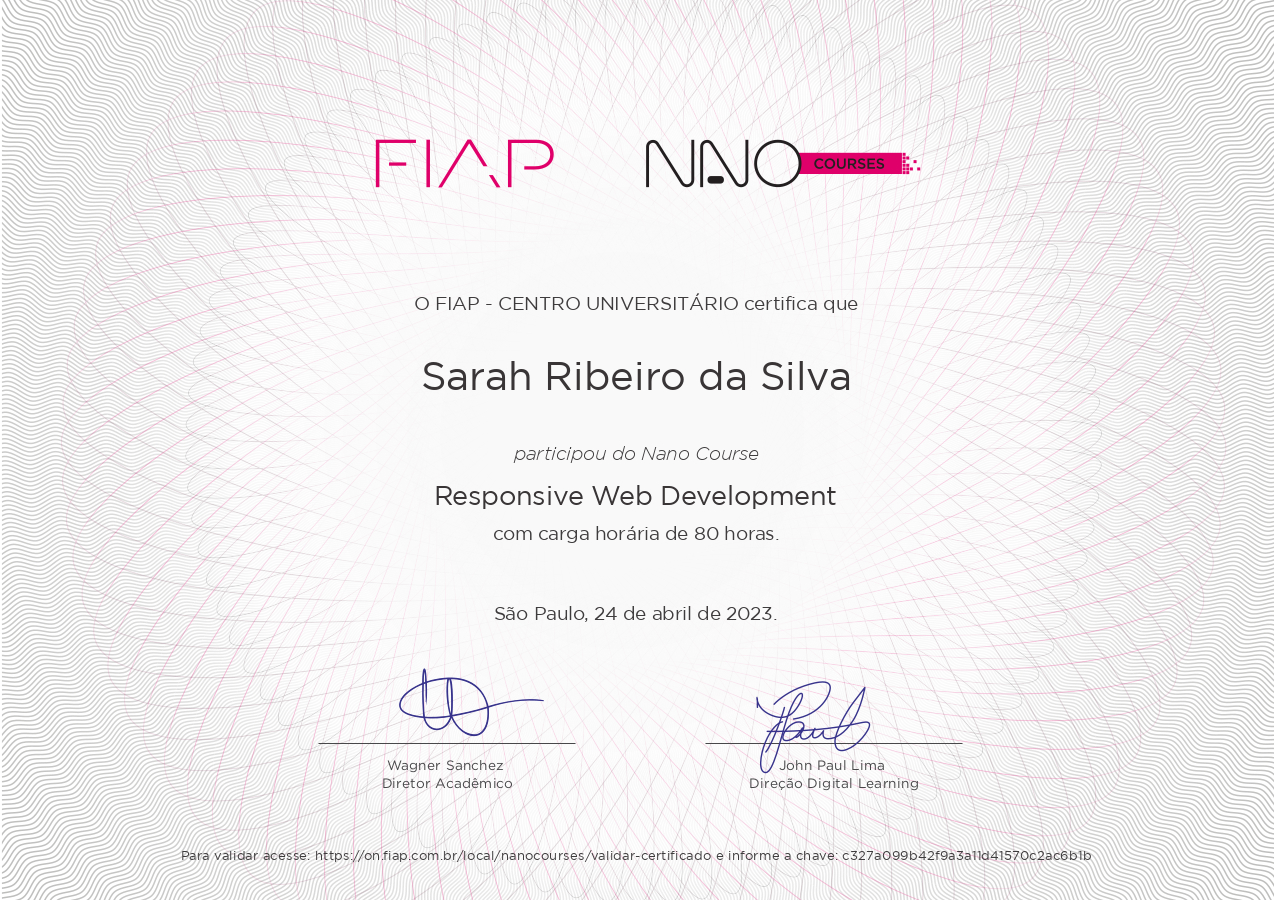 FIAP NANO COURSES
O FIAP - CENTRO UNIVERSITÁRIO certifica que
Sarah Ribeiro da Silva
participou do Nano Course
Responsive Web Development
com carga horária de 80 horas.
São Paulo, 24 de abril de 2023.
Wagner Sanchez
Diretor Acadêmico
John Paul Lima
Direção Digital Learning
Para validar acesse: https://on.fiap.com.br/local/nanocourses/validar-certificado e informe a chave: c327a099b42f9a3a11d41570c2ac6b1b